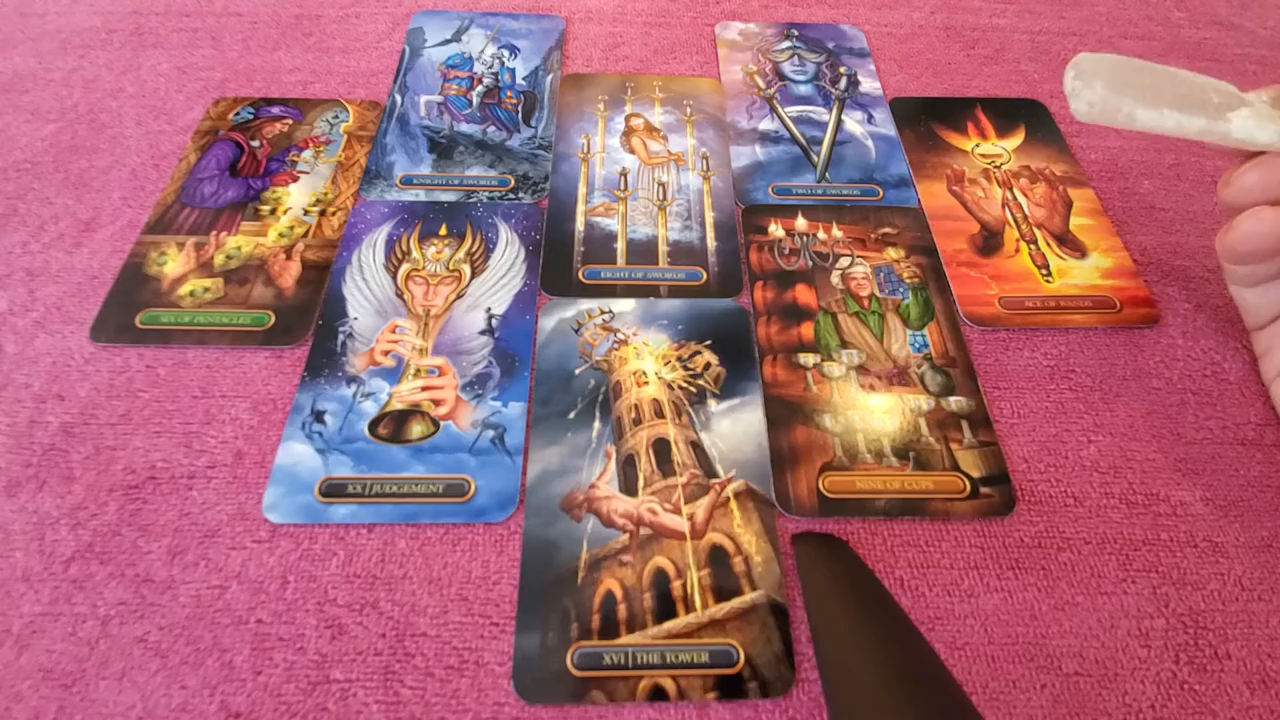 KNIGHT OF SWORDS
TWO OF SWORDS
EIGHT OF SWORDS
ACE OF WANDS
SIX OF PENTACLES
XX | JUDGEMENT
NINE OF CUPS
XVI | THE TOWER